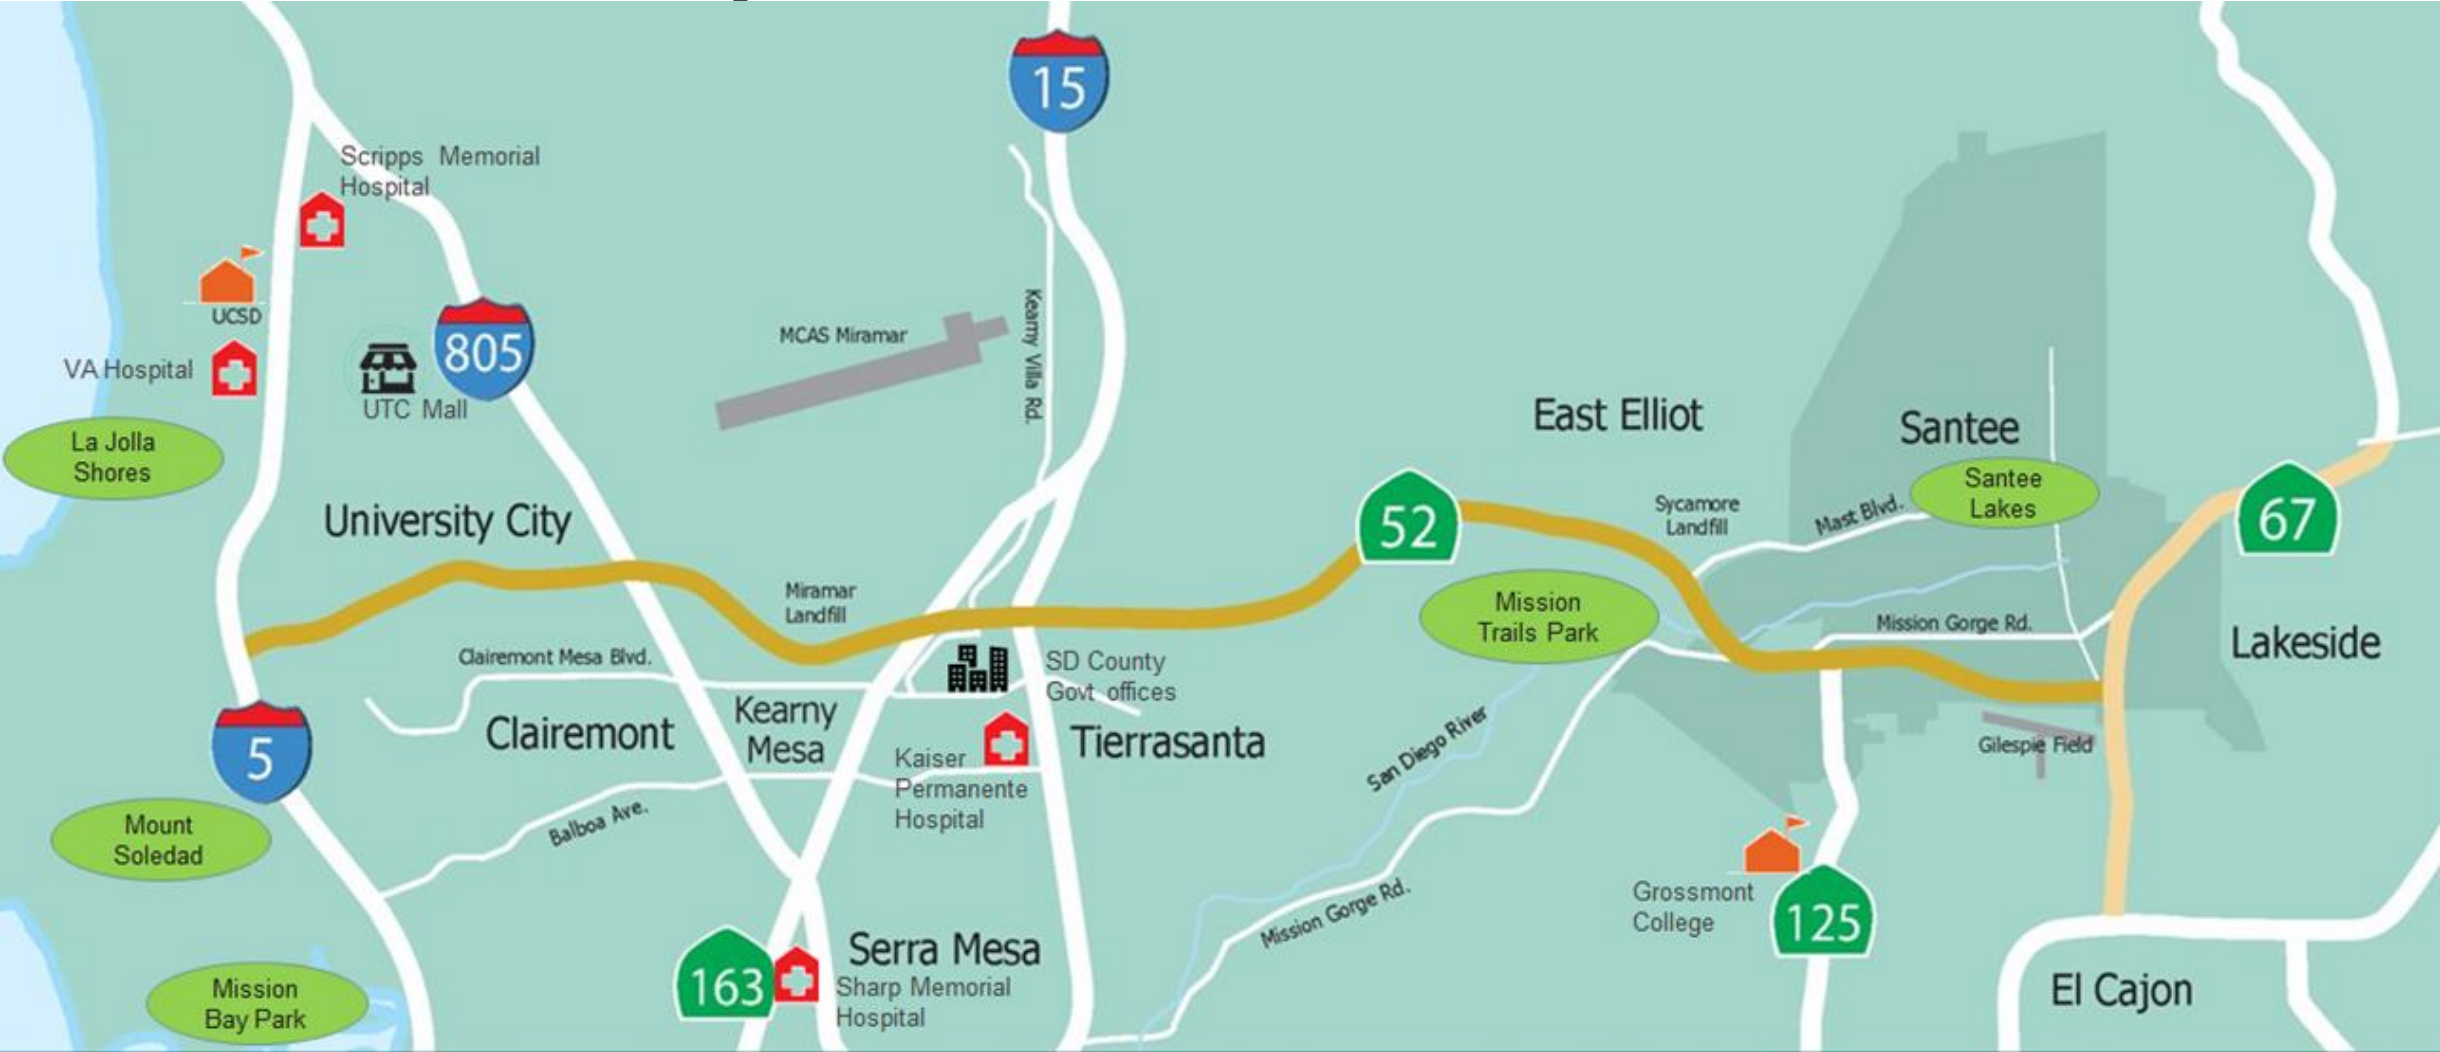 15
Scripps Memorial
Hospital
UCSD
VA Hospital
805
UTC Mall
MCAS Miramar
Kearny Villa Rd.
La Jolla
Shores
University City
East Elliot
Santee
Santee
Lakes
52
Sycamore
Landfill
Mast Blvd.
67
Miramar
Landfill
Mission
Trails Park
Mission Gorge Rd.
Lakeside
Clairemont Mesa Blvd.
SD County
Govt offices
5
Clairemont
Kearny
Mesa
Kaiser
Permanente
Hospital
Tierrasanta
San Diego River
Gilespie Field
Mount
Soledad
Balboa Ave.
Mission Gorge Rd.
Grossmont
College
125
163
Serra Mesa
Sharp Memorial
Hospital
Mission
Bay Park
El Cajon